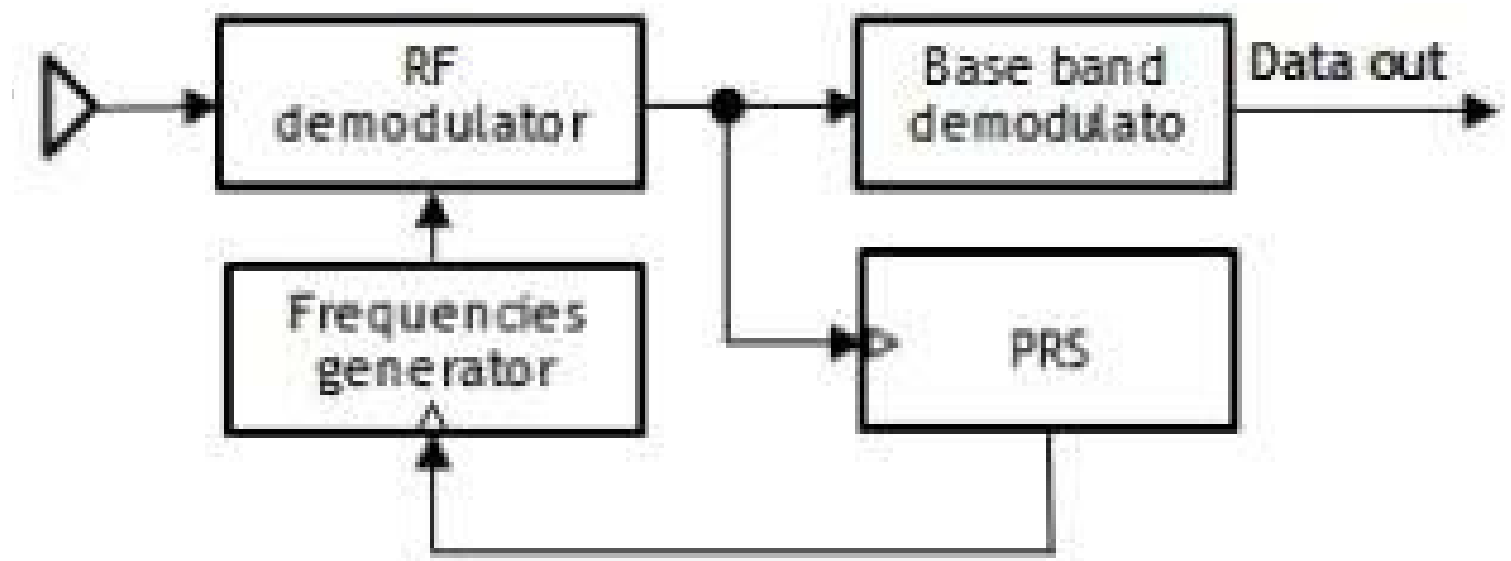 RF
demodulator
Base band
demodulato
Data out
Frequencies
generator
PRS